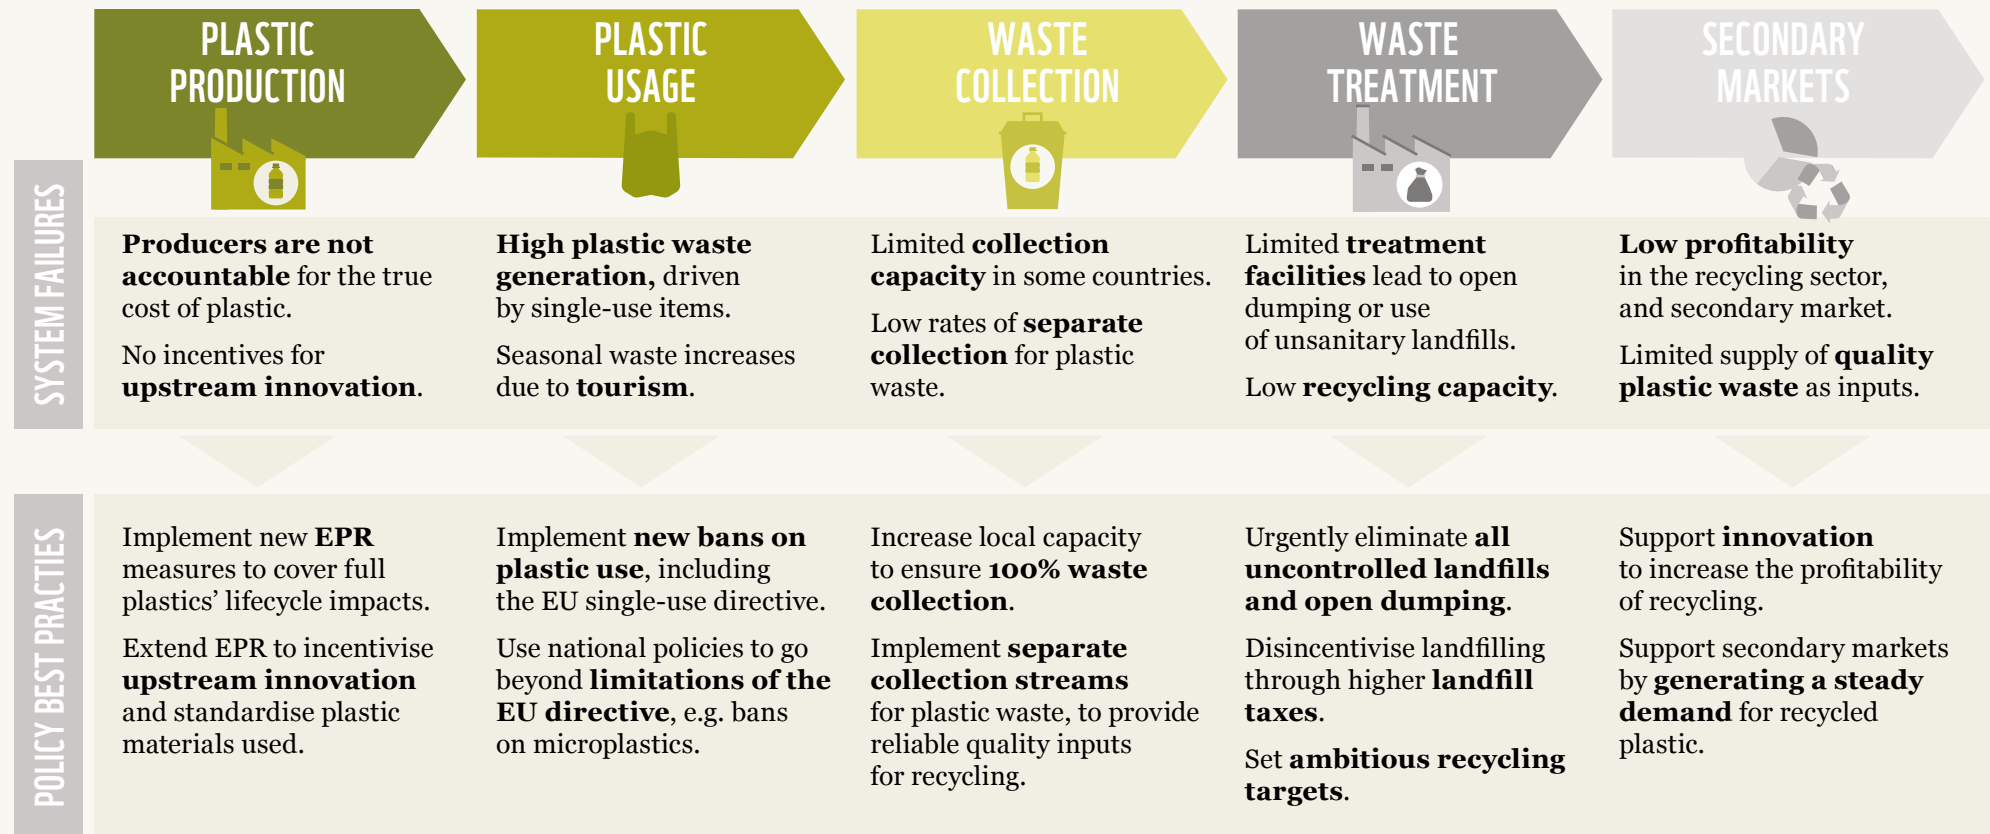 PLASTIC
PRODUCTION
PLASTIC
USAGE
WASTE
COLLECTION
WASTE
TREATMENT
SECONDARY
MARKETS
SYSTEM FAILURES
Producers are not
accountable for the true
cost of plastic.
No incentives for
upstream innovation.
High plastic waste
generation, driven
by single-use items.
Seasonal waste increases
due to tourism.
Limited collection
capacity in some countries.
Low rates of separate
collection for plastic
waste.
Limited treatment
facilities lead to open
dumping or use
of unsanitary landfills.
Low recycling capacity.
Low profitability
in the recycling sector,
and secondary market.
Limited supply of quality
plastic waste as inputs.
POLICY BEST PRACTIES
Implement new EPR
measures to cover full
plastics’ lifecycle impacts.
Extend EPR to incentivise
upstream innovation
and standardise plastic
materials used.
Implement new bans on
plastic use, including
the EU single-use directive.
Use national policies to go
beyond limitations of the
EU directive, e.g. bans
on microplastics.
Increase local capacity
to ensure 100% waste
collection.
Implement separate
collection streams
for plastic waste, to provide
reliable quality inputs
for recycling.
Urgently eliminate all
uncontrolled landfills
and open dumping.
Disincentivise landfilling
through higher landfill
taxes.
Set ambitious recycling
targets.
Support innovation
to increase the profitability
of recycling.
Support secondary markets
by generating a steady
demand for recycled
plastic.